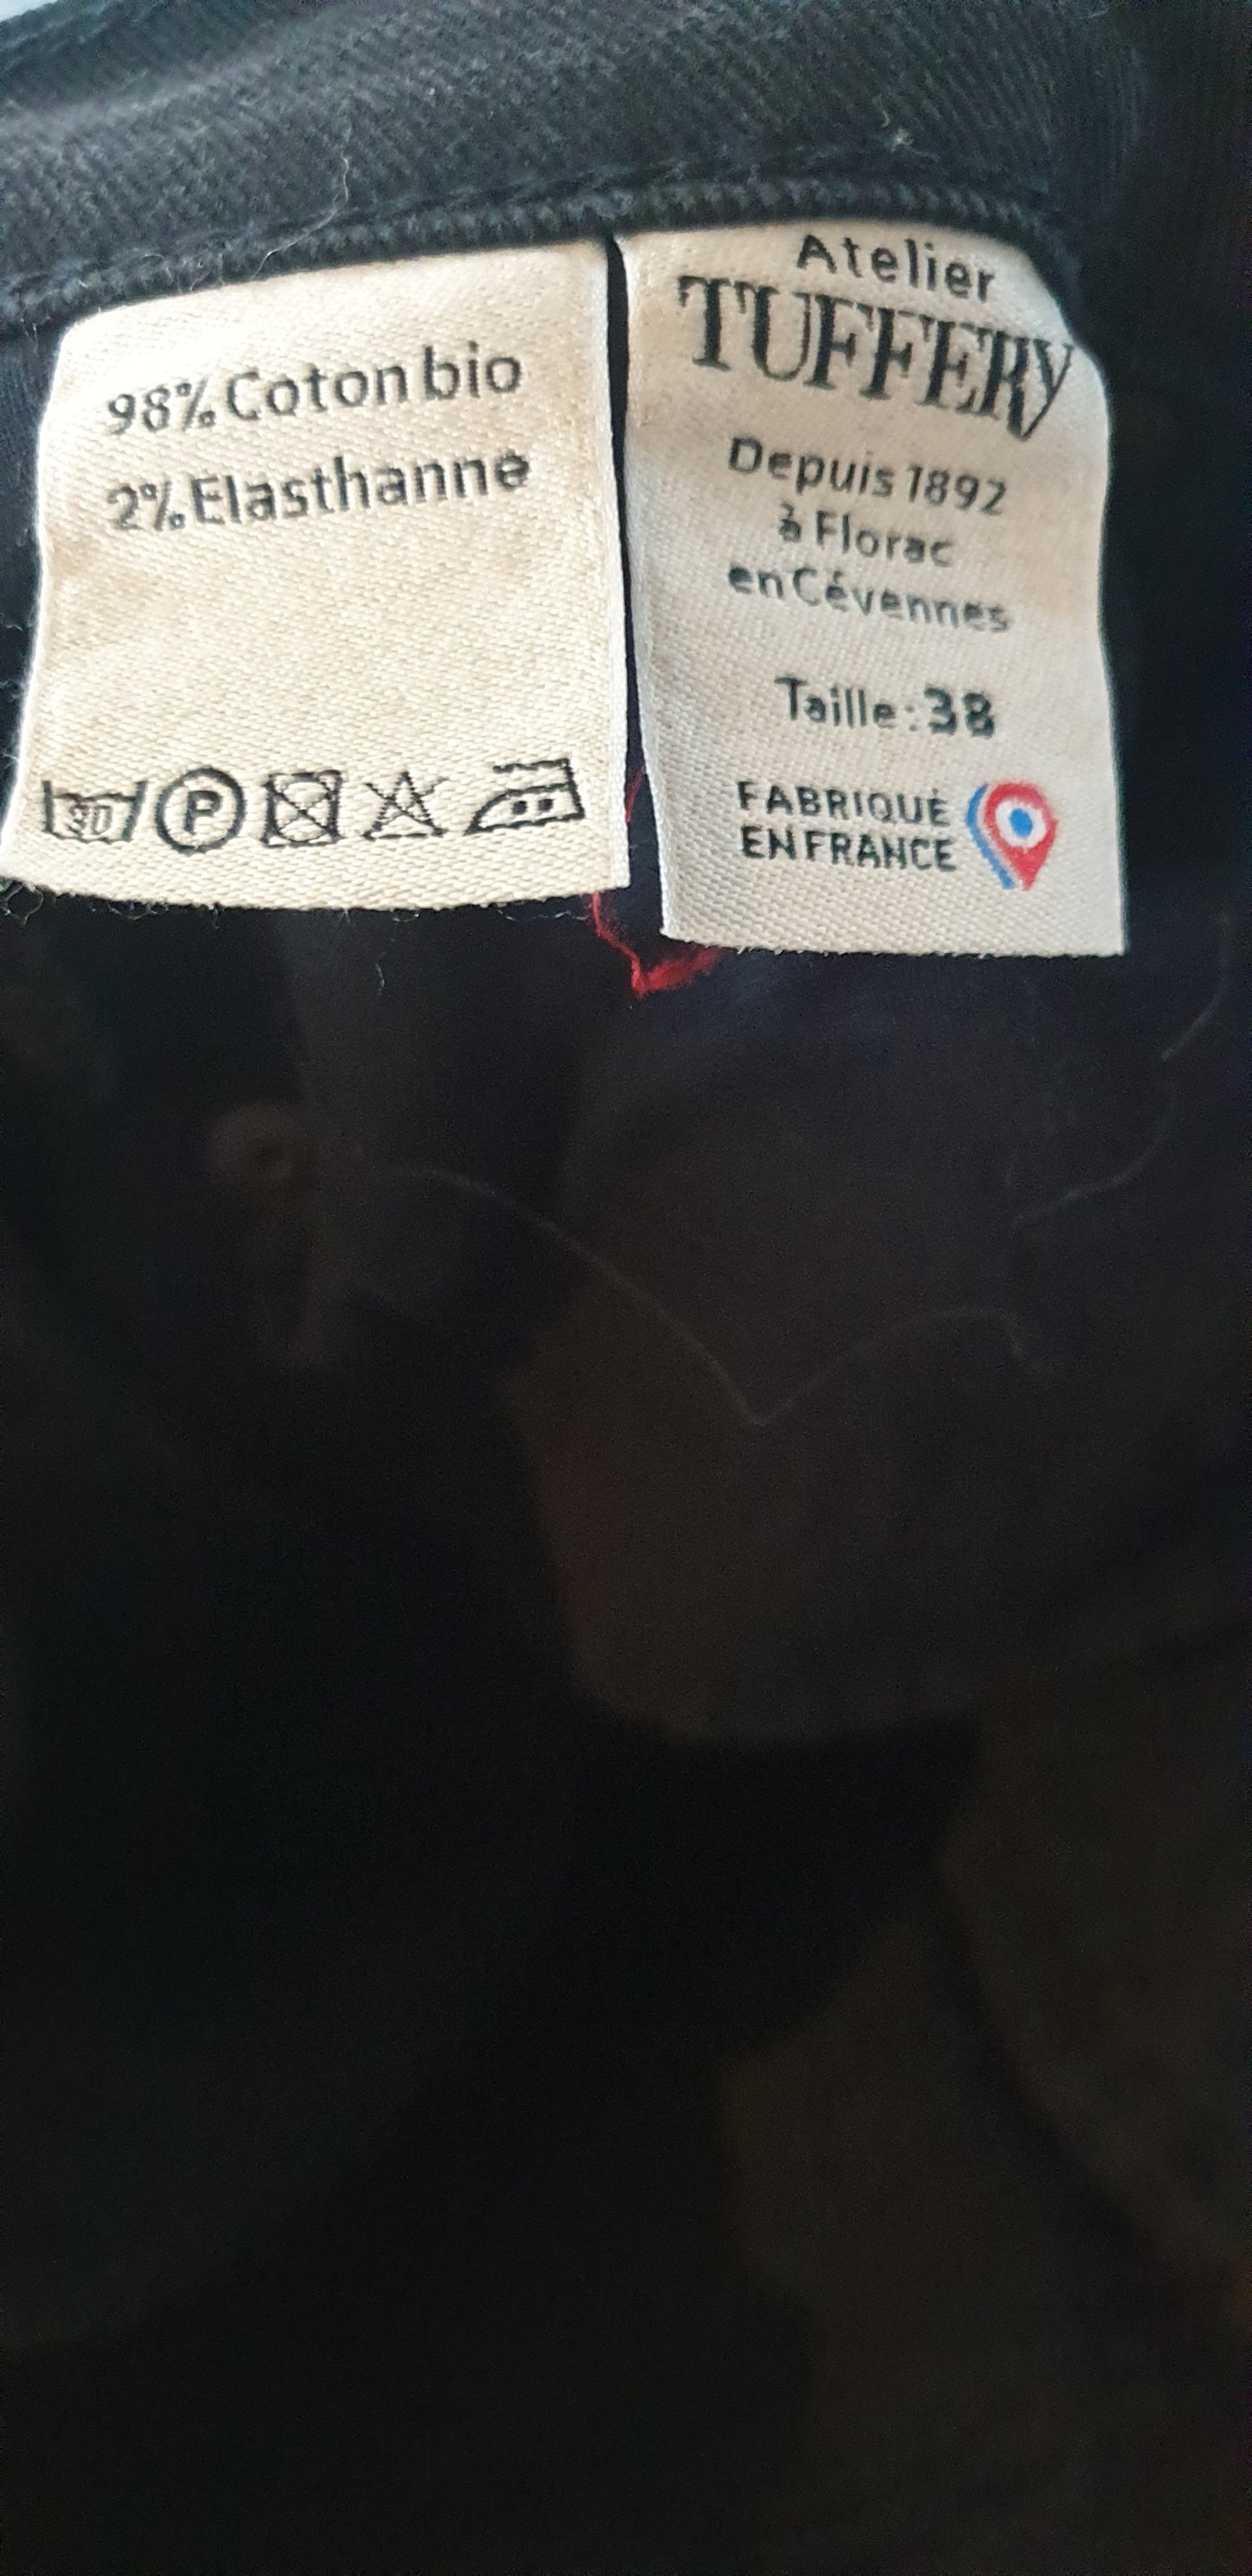 98% Coton bio
2% Elasthanne
30 P
Atelier
TUFFERY
Depuis 1892
à Florac
en Cévennes
Taille : 38
FABRIQUÉ
EN FRANCE